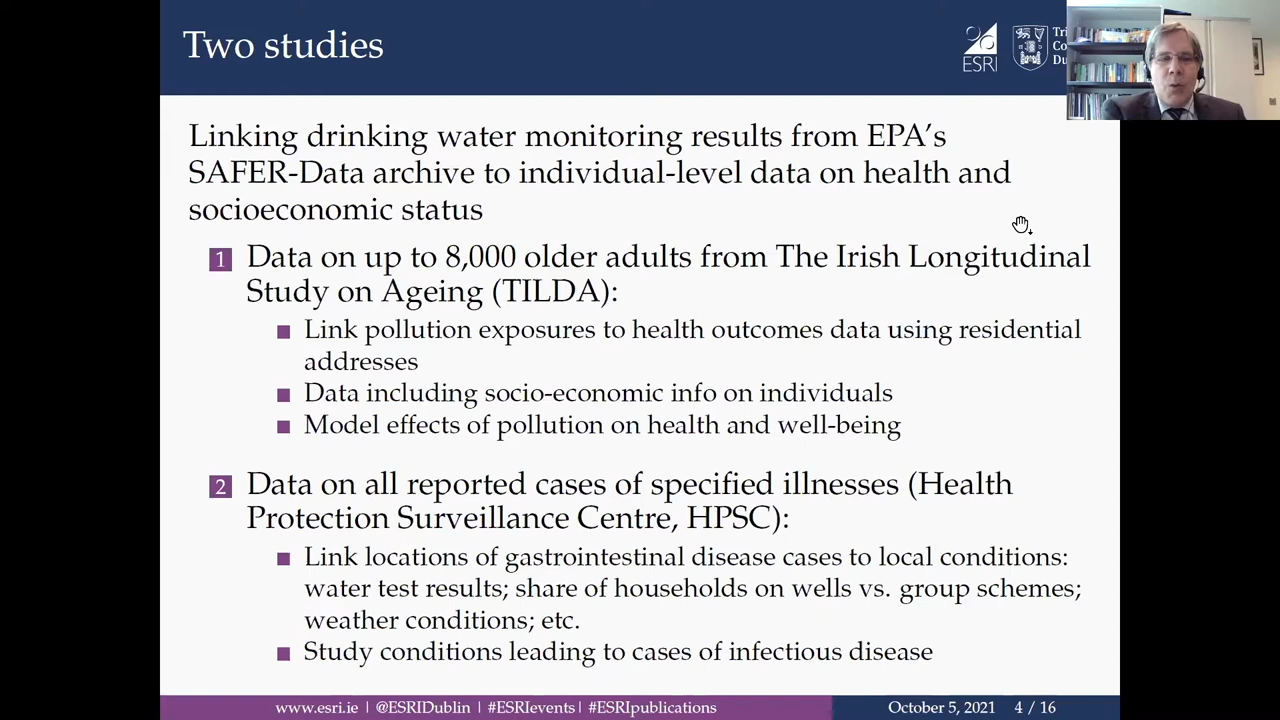 Two studies
ESRI
Linking drinking water monitoring results from EPA's
SAFER-Data archive to individual-level data on health and
socioeconomic status
1 Data on up to 8,000 older adults from The Irish Longitudinal
Study on Ageing (TILDA):
Link pollution exposures to health outcomes data using residential
addresses
Data including socio-economic info on individuals
Model effects of pollution on health and well-being
2 Data on all reported cases of specified illnesses (Health
Protection Surveillance Centre, HPSC):
Link locations of gastrointestinal disease cases to local conditions:
water test results; share of households on wells vs. group schemes;
weather conditions; etc.
Study conditions leading to cases of infectious disease
www.esri.ie | @ESRIDublin | #ESRIevents| #ESRIpublications
October 5, 2021 4 / 16